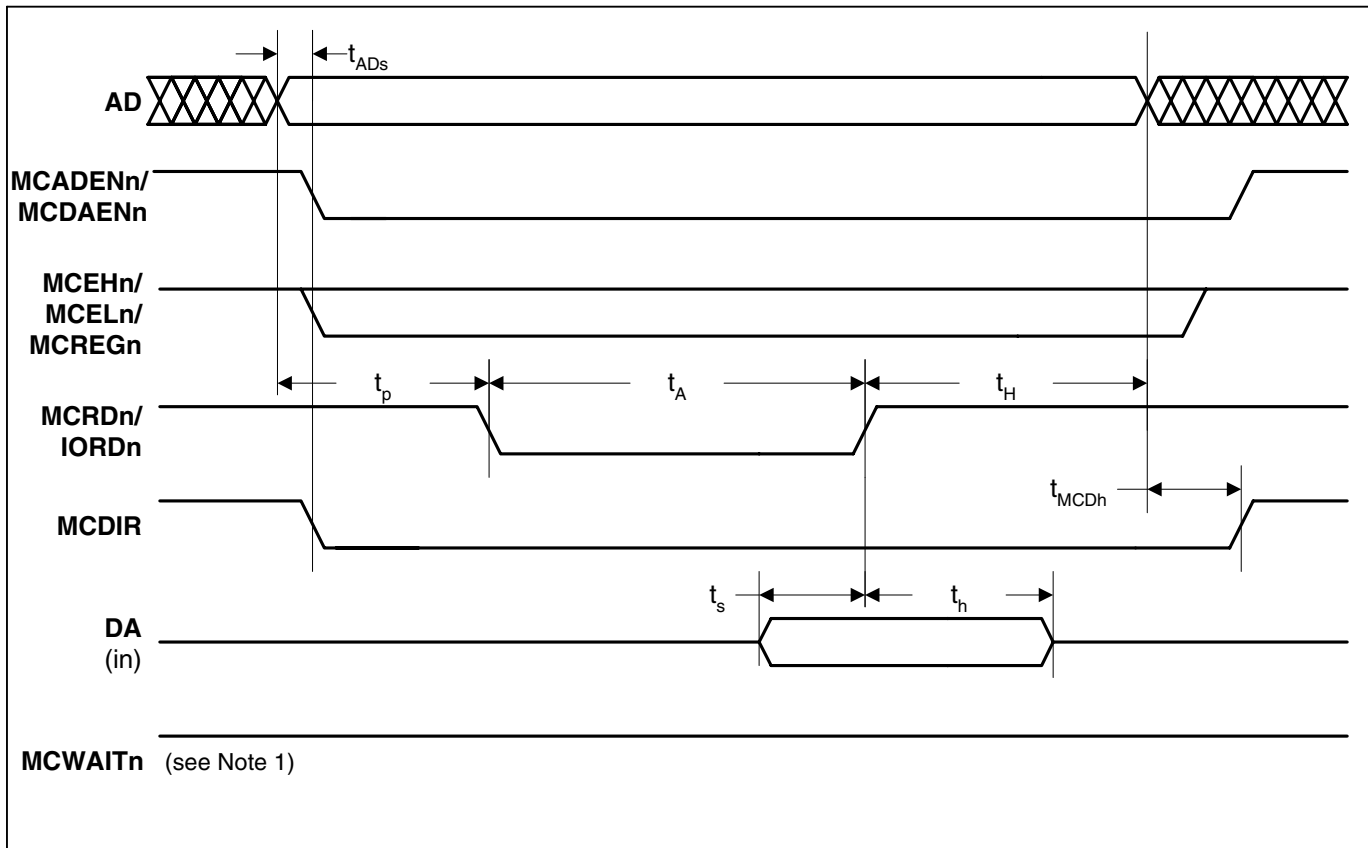 tADs
AD
MCADENn/
MCDAENn
MCEHn/
MCELn/
MCREGn
tp
tA
tH
MCRDn/
IORDn
tMCDh
MCDIR
ts
th
DA
(in)
MCWAITn (see Note 1)